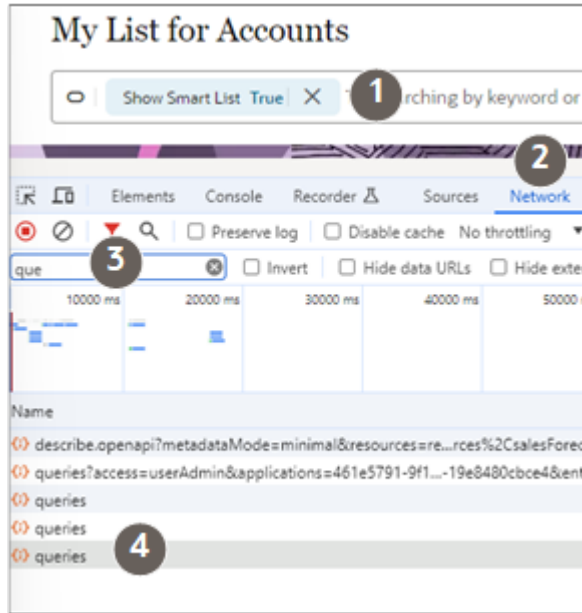 My List for Accounts
Show Smart List True rching by keyword or
1
2
Elements Console Recorder Sources Network
Preserve log Disable cache No throttling
3
que Invert Hide data URLs Hide exte
10000 ms 20000 ms 30000 ms 40000 ms 50000
Name
describe.openapi?metadataMode=minimal&resources=re...rces%2CsalesForec
queries?access=userAdmin&applications=461e5791-9f1...-19e8480cbce4&ent
queries
queries
queries
4